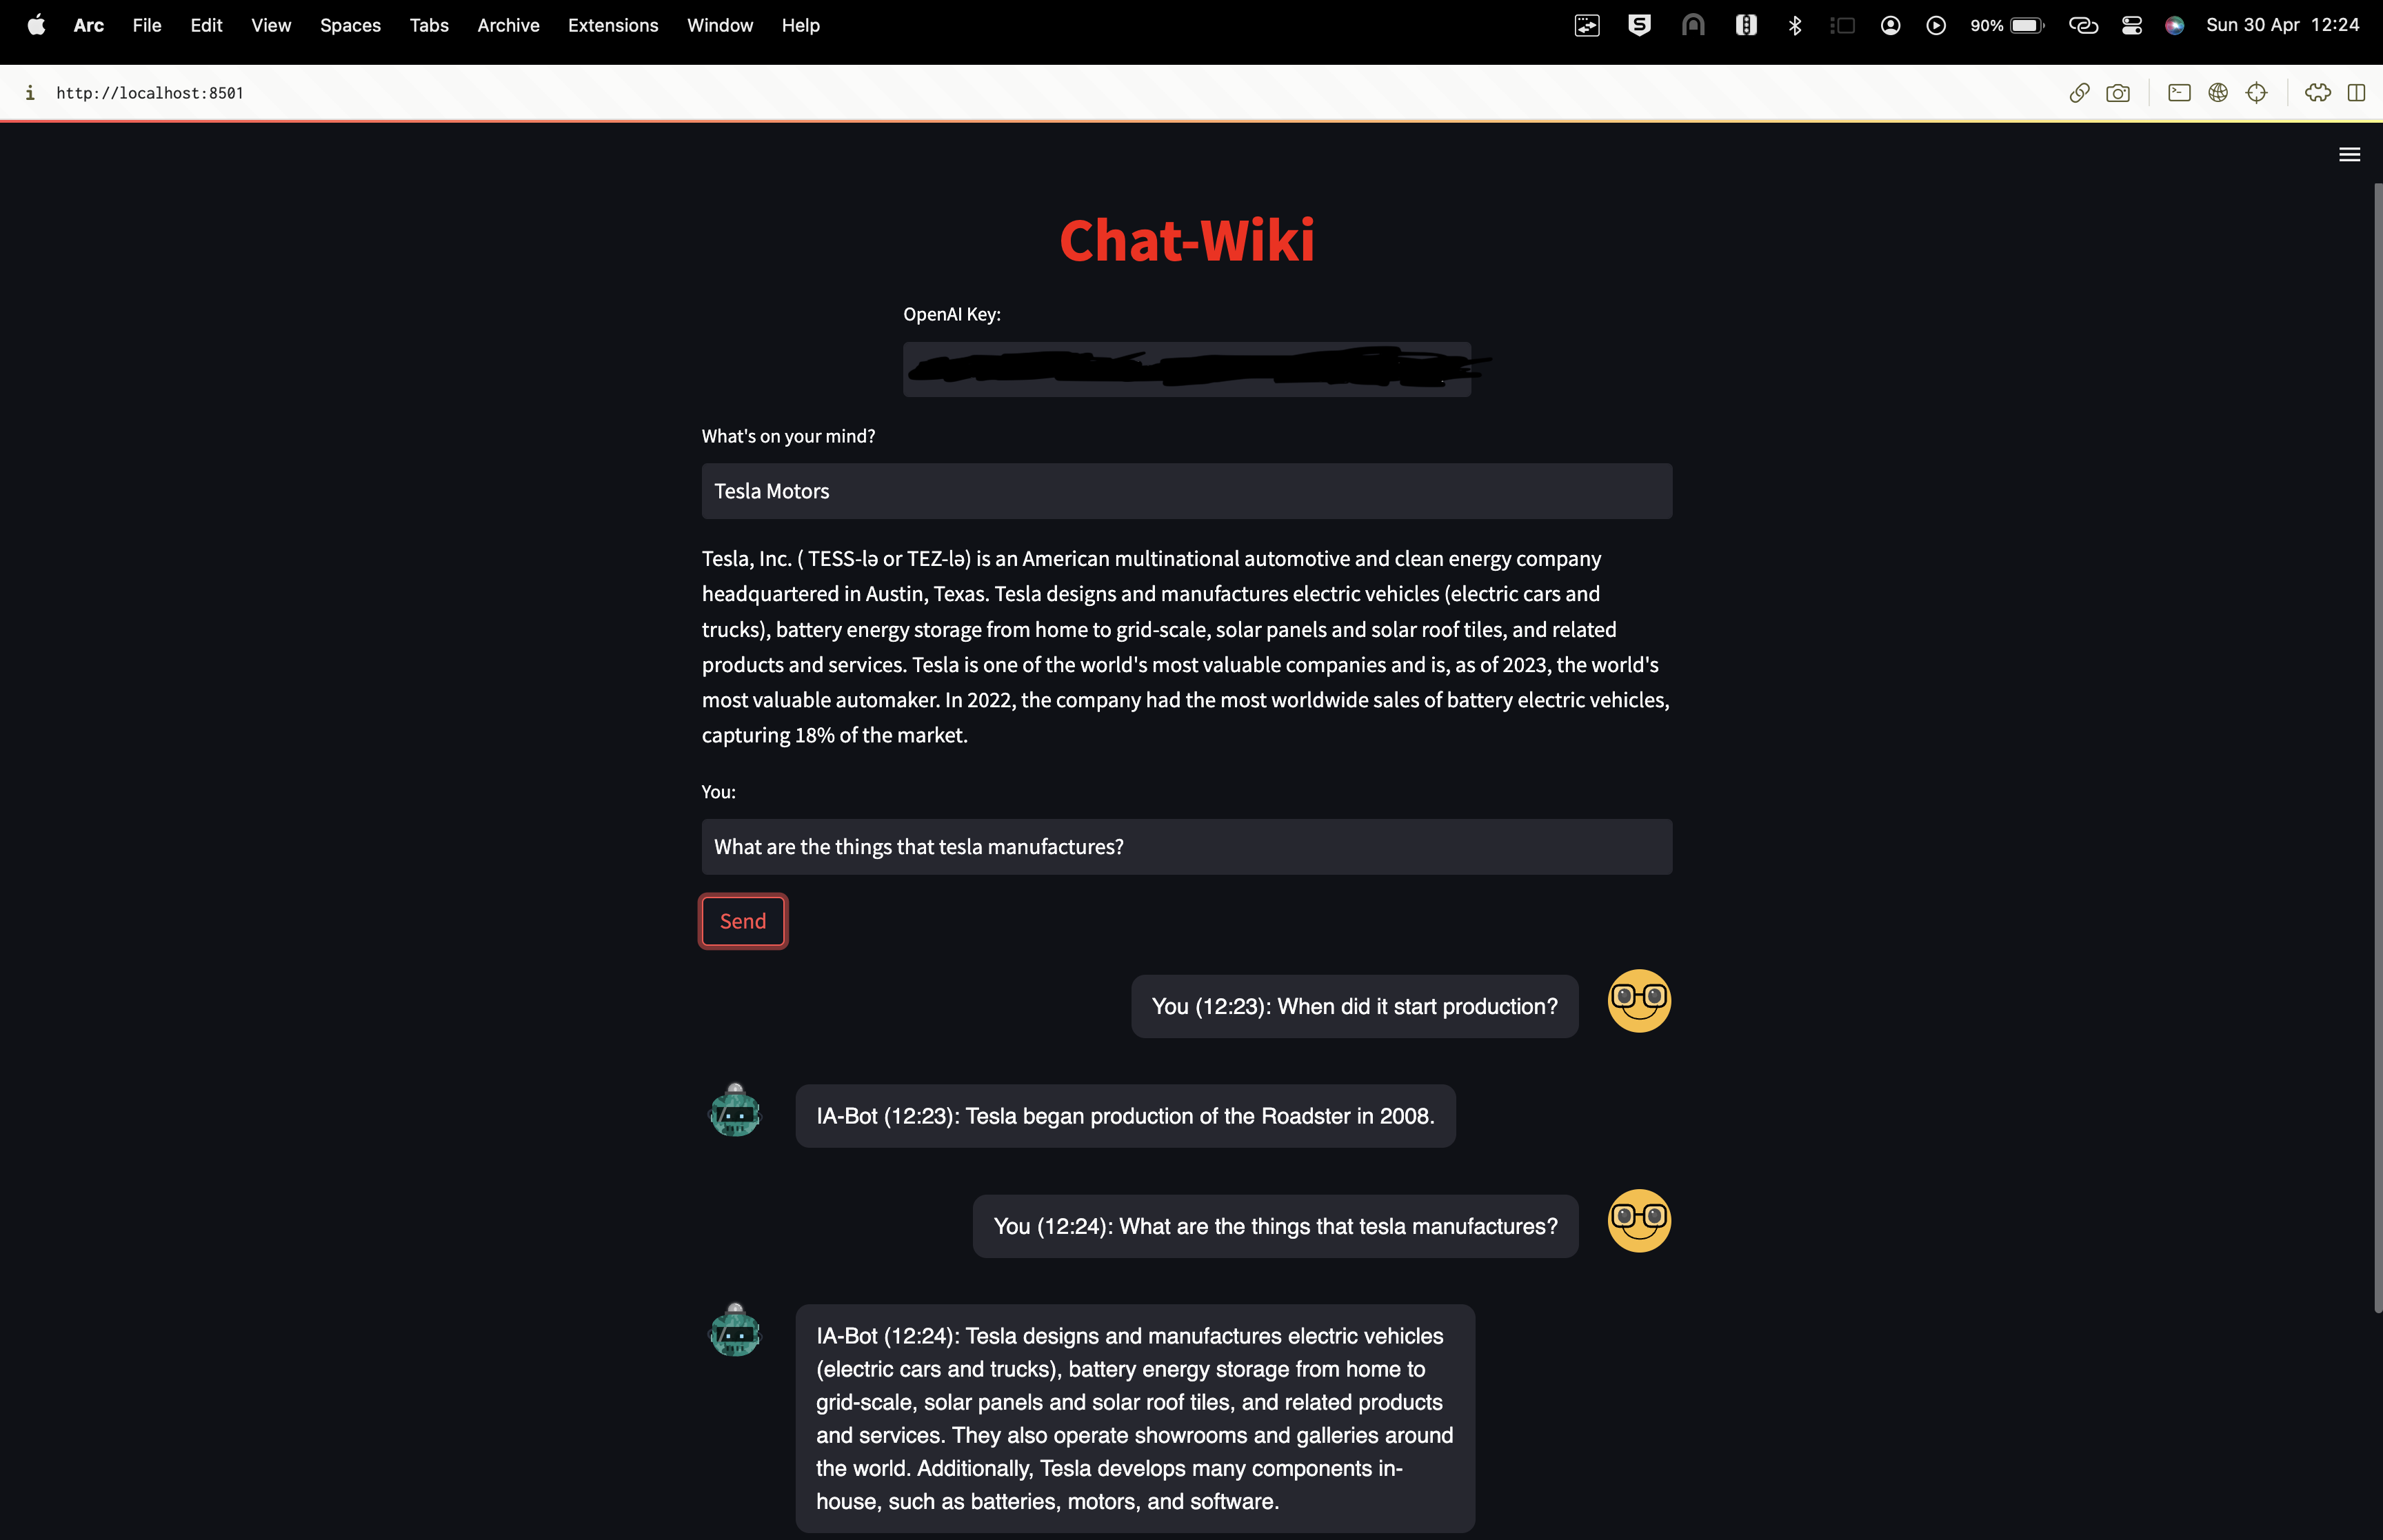 Arc File Edit View Spaces Tabs Archive Extensions Window Help 90% Sun 30 Apr 12:24
http://localhost:8501
Chat-Wiki
OpenAI Key:
What's on your mind?
Tesla Motors
Tesla, Inc. ( TESS-lə or TEZ-lə) is an American multinational automotive and clean energy company
headquartered in Austin, Texas. Tesla designs and manufactures electric vehicles (electric cars and
trucks), battery energy storage from home to grid-scale, solar panels and solar roof tiles, and related
products and services. Tesla is one of the world's most valuable companies and is, as of 2023, the world's
most valuable automaker. In 2022, the company had the most worldwide sales of battery electric vehicles,
capturing 18% of the market.
You:
What are the things that tesla manufactures?
Send
You (12:23): When did it start production?
IA-Bot (12:23): Tesla began production of the Roadster in 2008.
You (12:24): What are the things that tesla manufactures?
IA-Bot (12:24): Tesla designs and manufactures electric vehicles
(electric cars and trucks), battery energy storage from home to
grid-scale, solar panels and solar roof tiles, and related products
and services. They also operate showrooms and galleries around
the world. Additionally, Tesla develops many components in-
house, such as batteries, motors, and software.